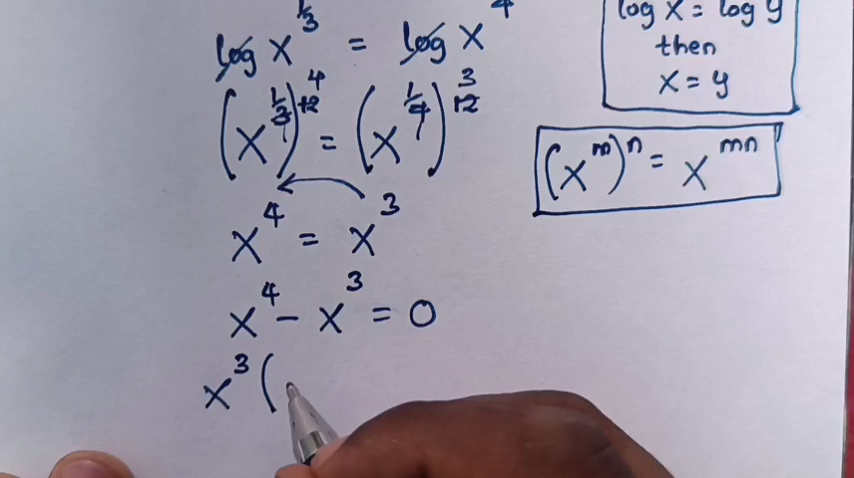 log x^(1/3) = log x^4
(x^(1/3))^12 4 = (x^(1/4))^12 3
x^4 = x^3
x^4 - x^3 = 0
x^3 (
log x = log y
then
x = y
(x^m)^n = x^mn